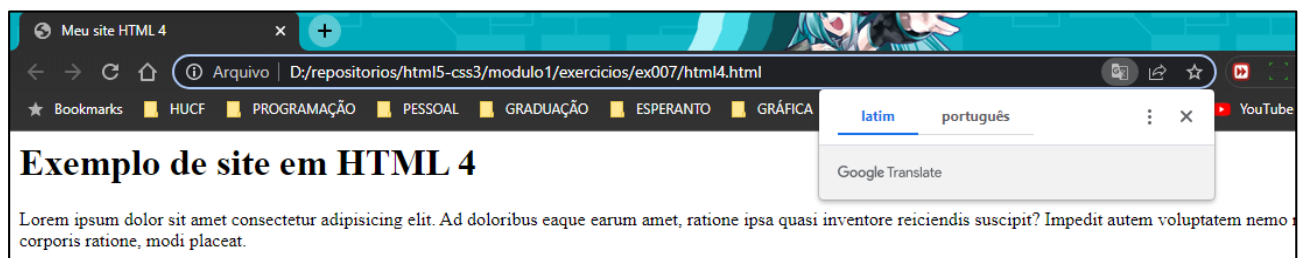 Meu site HTML 4
Arquivo D:/repositorios/html5-css3/modulo1/exercicios/ex007/html4.html
Bookmarks HUCF PROGRAMAÇÃO PESSOAL GRADUAÇÃO ESPERANTO GRÁFICA YouTube
latim português
Google Translate
Exemplo de site em HTML 4
Lorem ipsum dolor sit amet consectetur adipisicing elit. Ad doloribus eaque earum amet, ratione ipsa quasi inventore reiciendis suscipit? Impedit autem voluptatem nemo
corporis ratione, modi placeat.